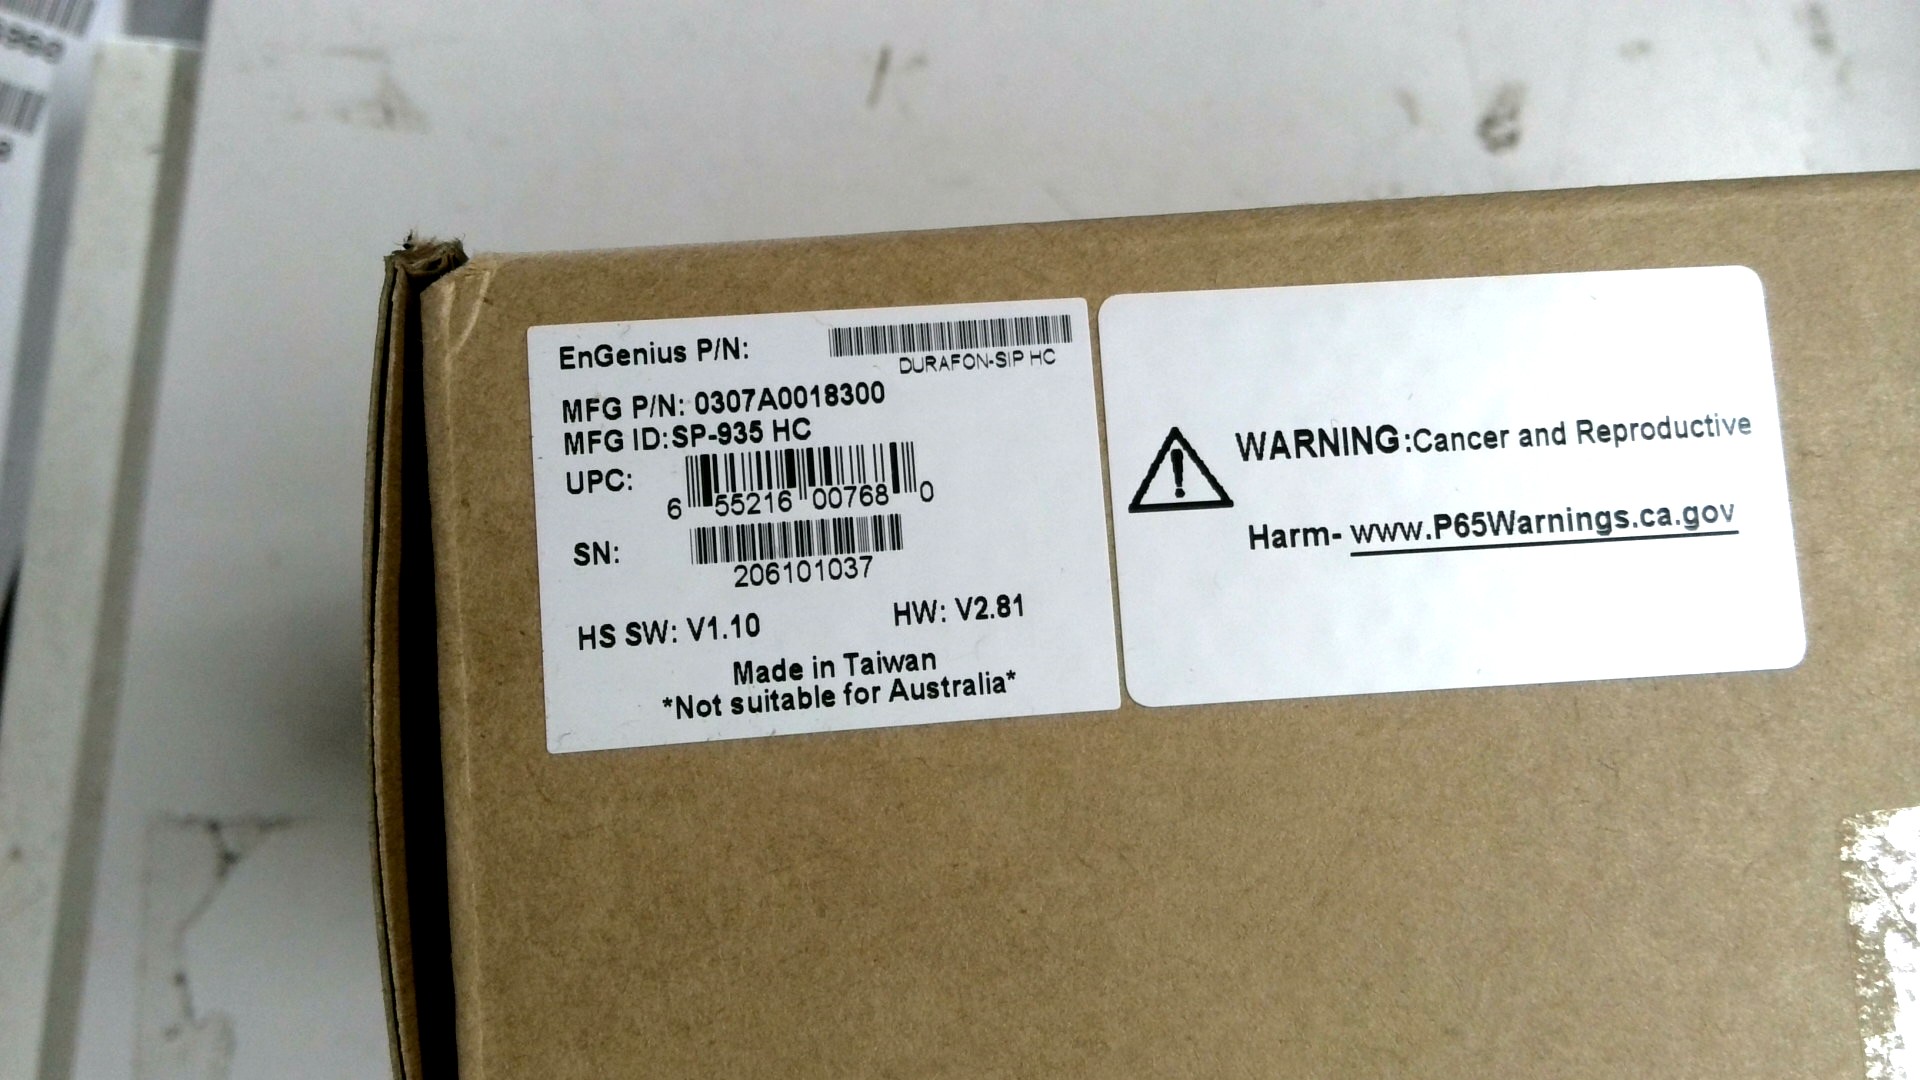 EnGenius P/N:
DURAFON-SIP HC
MFG P/N: 0307A0018300
MFG ID:SP-935 HC
UPC:
6 55216 00768 0
SN:
206101037
HS SW: V1.10 HW: V2.81
Made in Taiwan
*Not suitable for Australia*
WARNING:Cancer and Reproductive
Harm- www.P65Warnings.ca.gov